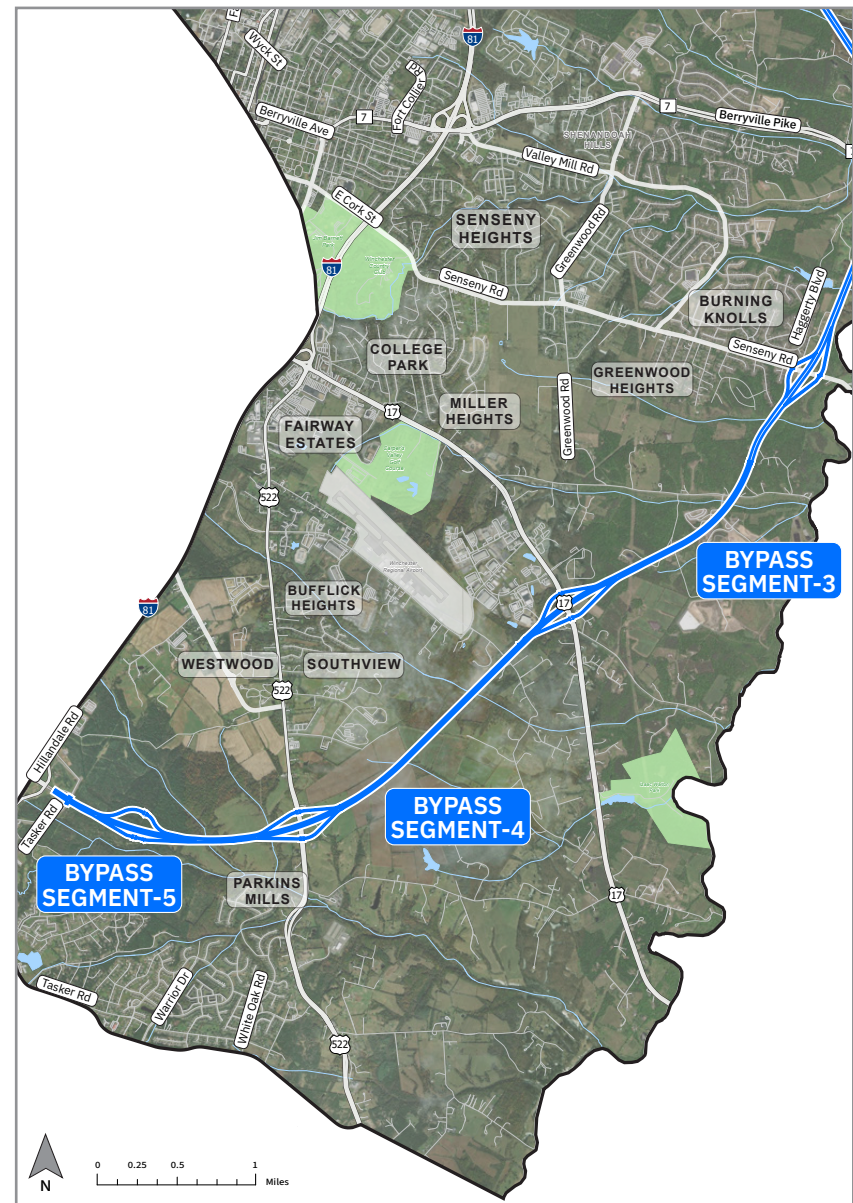 81
Wyck St
Fort Collier
Rd
Berryville Ave
7
7
Berryville Pike
SHENANDOAH
HILLS
Valley Mill Rd
E Cork St
SENSENY
HEIGHTS
Greenwood Rd
81
Senseny Rd
BURNING
KNOLLS
Haggerty Blvd
Senseny Rd
COLLEGE
PARK
GREENWOOD
HEIGHTS
17
MILLER
HEIGHTS
Greenwood Rd
FAIRWAY
ESTATES
522
Winchester
Regional Airport
BYPASS
SEGMENT-3
BUFFLICK
HEIGHTS
17
81
WESTWOOD
SOUTHVIEW
522
Hillandale Rd
Tasker Rd
BYPASS
SEGMENT-4
BYPASS
SEGMENT-5
PARKINS
MILLS
17
Tasker Rd
Warrior Dr
White Oak Rd
522
N
0 0.25 0.5 1
Miles